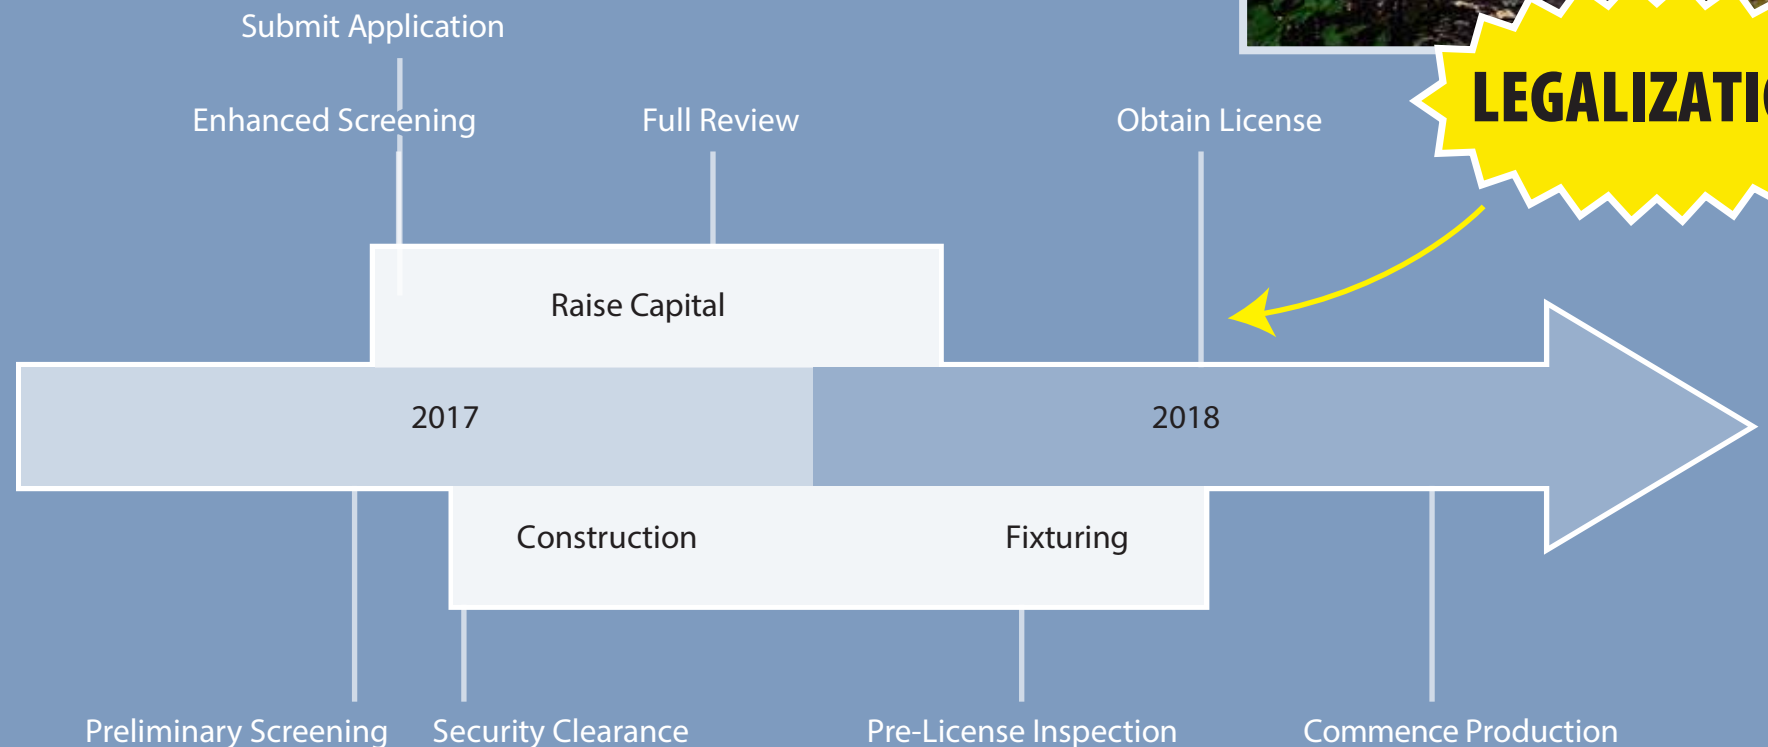 Submit Application
Enhanced Screening
Full Review
Obtain License
LEGALIZATIO
Raise Capital
2017
2018
Construction
Fixturing
Preliminary Screening
Security Clearance
Pre-License Inspection
Commence Production